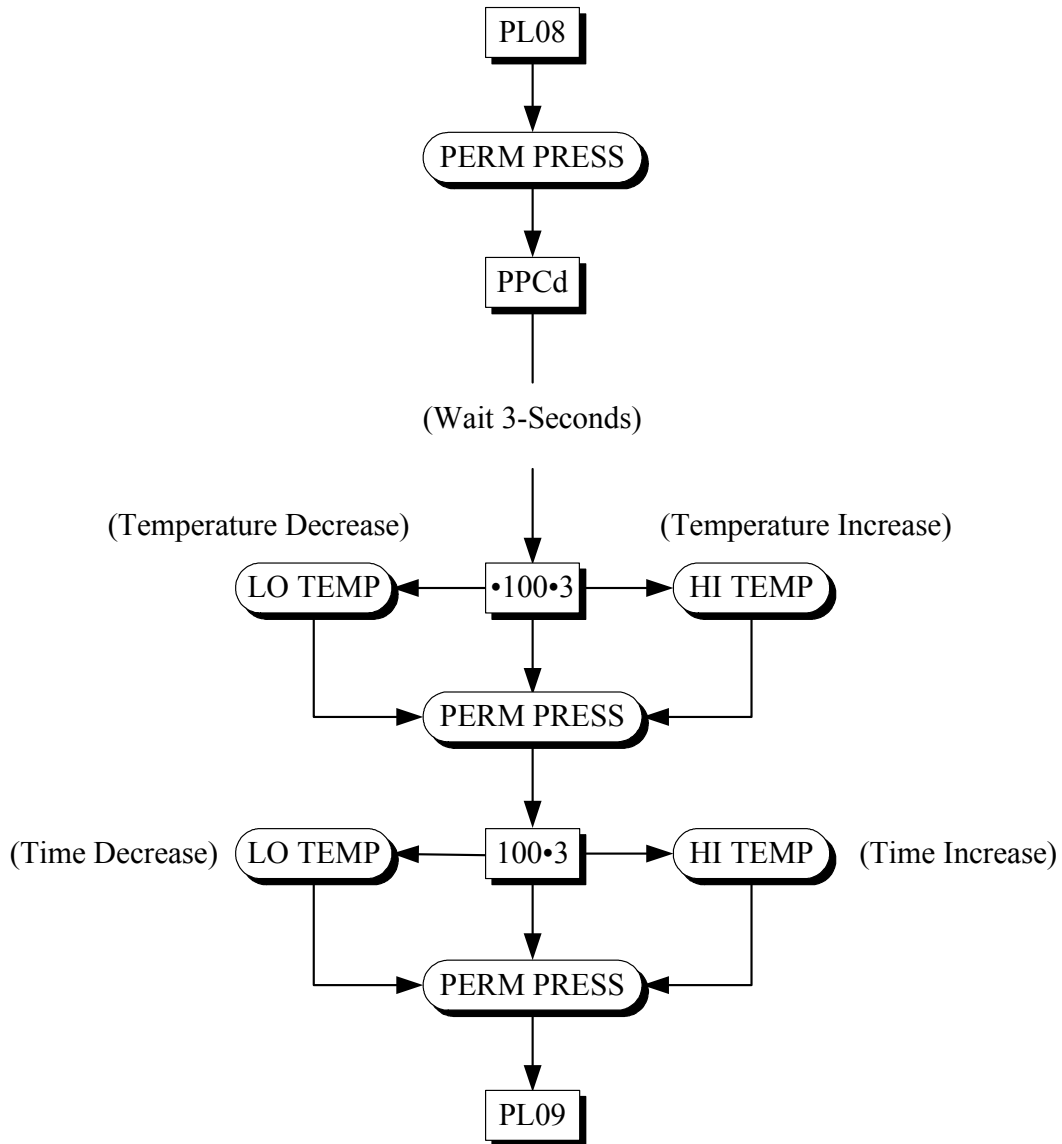 PL08
PERM PRESS
PPCd
(Wait 3-Seconds)
(Temperature Decrease)
(Temperature Increase)
LO TEMP
•100•3
HI TEMP
PERM PRESS
(Time Decrease)
LO TEMP
100•3
HI TEMP
(Time Increase)
PERM PRESS
PL09